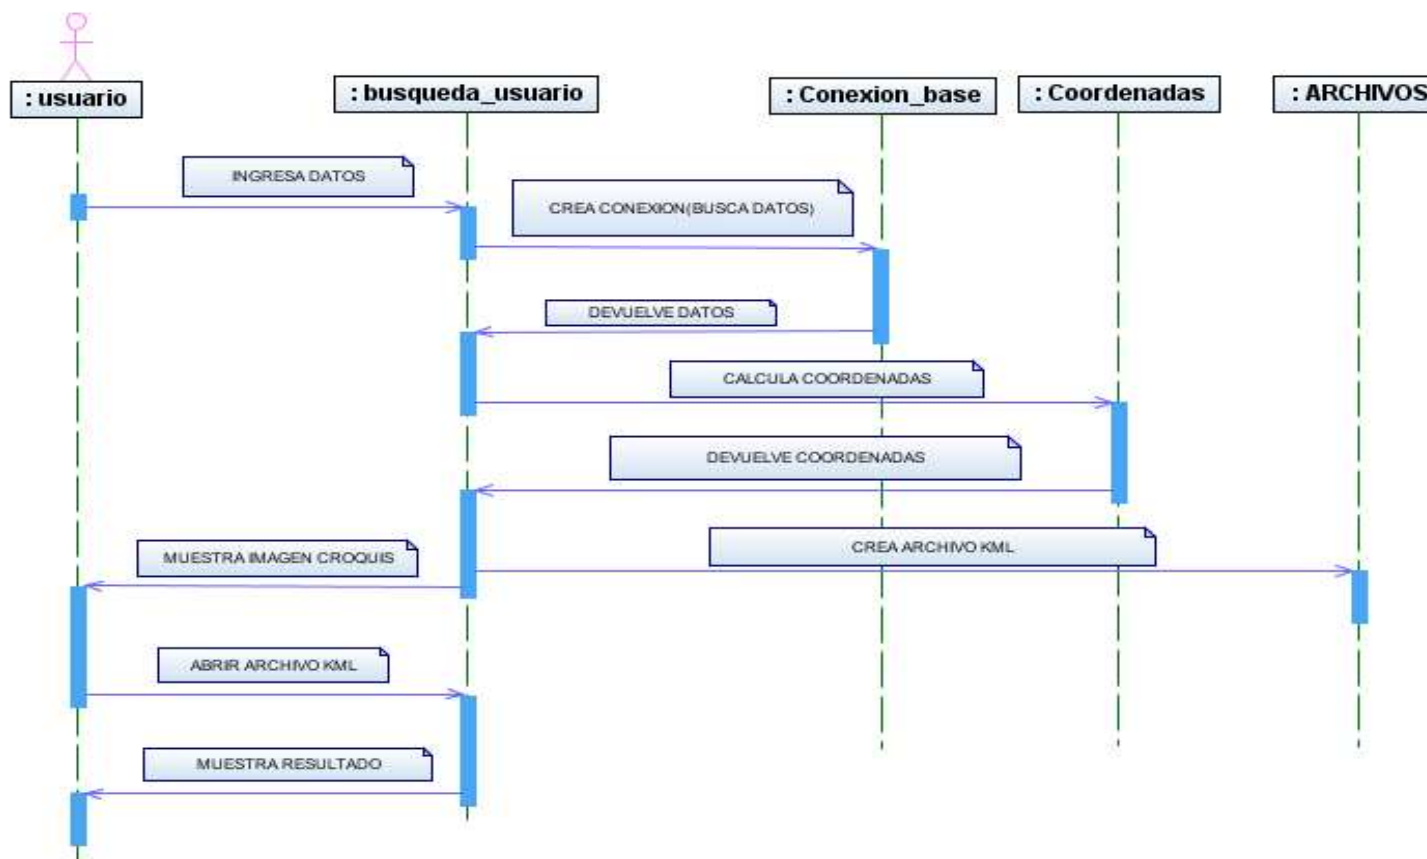 : usuario
: busqueda_usuario
: Conexion_base
: Coordenadas
: ARCHIVOS
INGRESA DATOS
CREA CONEXION(BUSCA DATOS)
DEVUELVE DATOS
CALCULA COORDENADAS
DEVUELVE COORDENADAS
CREA ARCHIVO KML
MUESTRA IMAGEN CROQUIS
ABRIR ARCHIVO KML
MUESTRA RESULTADO